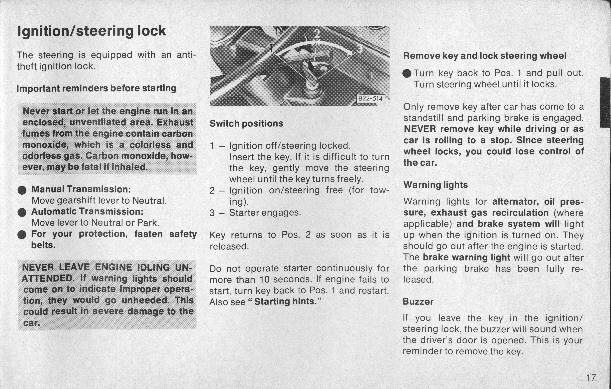 Ignition/steering lock
The steering is equipped with an anti-
theft ignition lock.
Important reminders before starting
Never start or let the engine run in an
enclosed, unventilated area. Exhaust
fumes from the engine contain carbon
monoxide, which is a colorless and
odorless gas. Carbon monoxide, how-
ever, may be fatal if inhaled.
● Manual Transmission:
Move gearshift lever to Neutral.
● Automatic Transmission:
Move lever to Neutral or Park.
● For your protection, fasten safety
belts.
NEVER LEAVE ENGINE IDLING UN-
ATTENDED. If warning lights should
come on to indicate improper opera-
tion, they would go unheeded. This
could result in severe damage to the
car.
1 2 3
B22-514
Switch positions
1 – Ignition off/steering locked.
Insert the key. If it is difficult to turn
the key, gently move the steering
wheel until the key turns freely.
2 – Ignition on/steering free (for tow-
ing).
3 – Starter engages.
Key returns to Pos. 2 as soon as it is
released.
Do not operate starter continuously for
more than 10 seconds. If engine fails to
start, turn key back to Pos. 1 and restart.
Also see "Starting hints."
Remove key and lock steering wheel
● Turn key back to Pos. 1 and pull out.
Turn steering wheel until it locks.
Only remove key after car has come to a
standstill and parking brake is engaged.
NEVER remove key while driving or as
car is rolling to a stop. Since steering
wheel locks, you could lose control of
the car.
Warning lights
Warning lights for alternator, oil pres-
sure, exhaust gas recirculation (where
applicable) and brake system will light
up when the ignition is turned on. They
should go out after the engine is started.
The brake warning light will go out after
the parking brake has been fully re-
leased.
Buzzer
If you leave the key in the ignition/
steering lock, the buzzer will sound when
the driver's door is opened. This is your
reminder to remove the key.
17